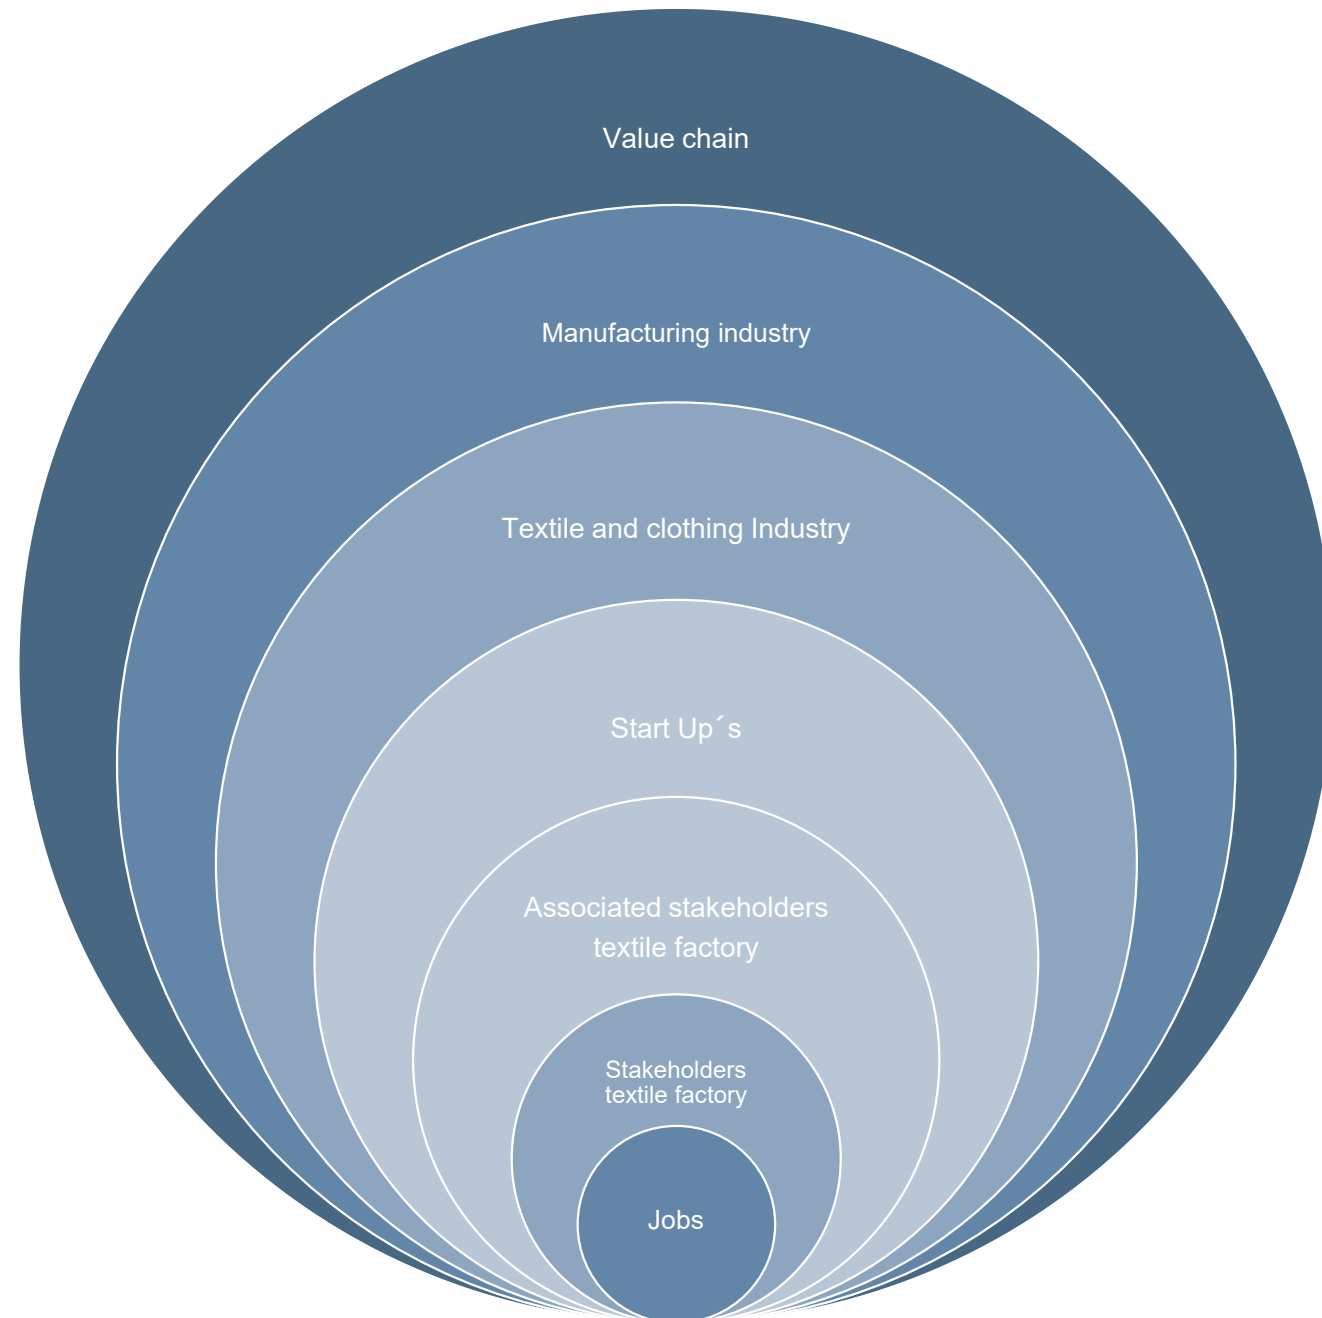 Value chain
Manufacturing industry
Textile and clothing Industry
Start Up´s
Associated stakeholders
textile factory
Stakeholders
textile factory
Jobs